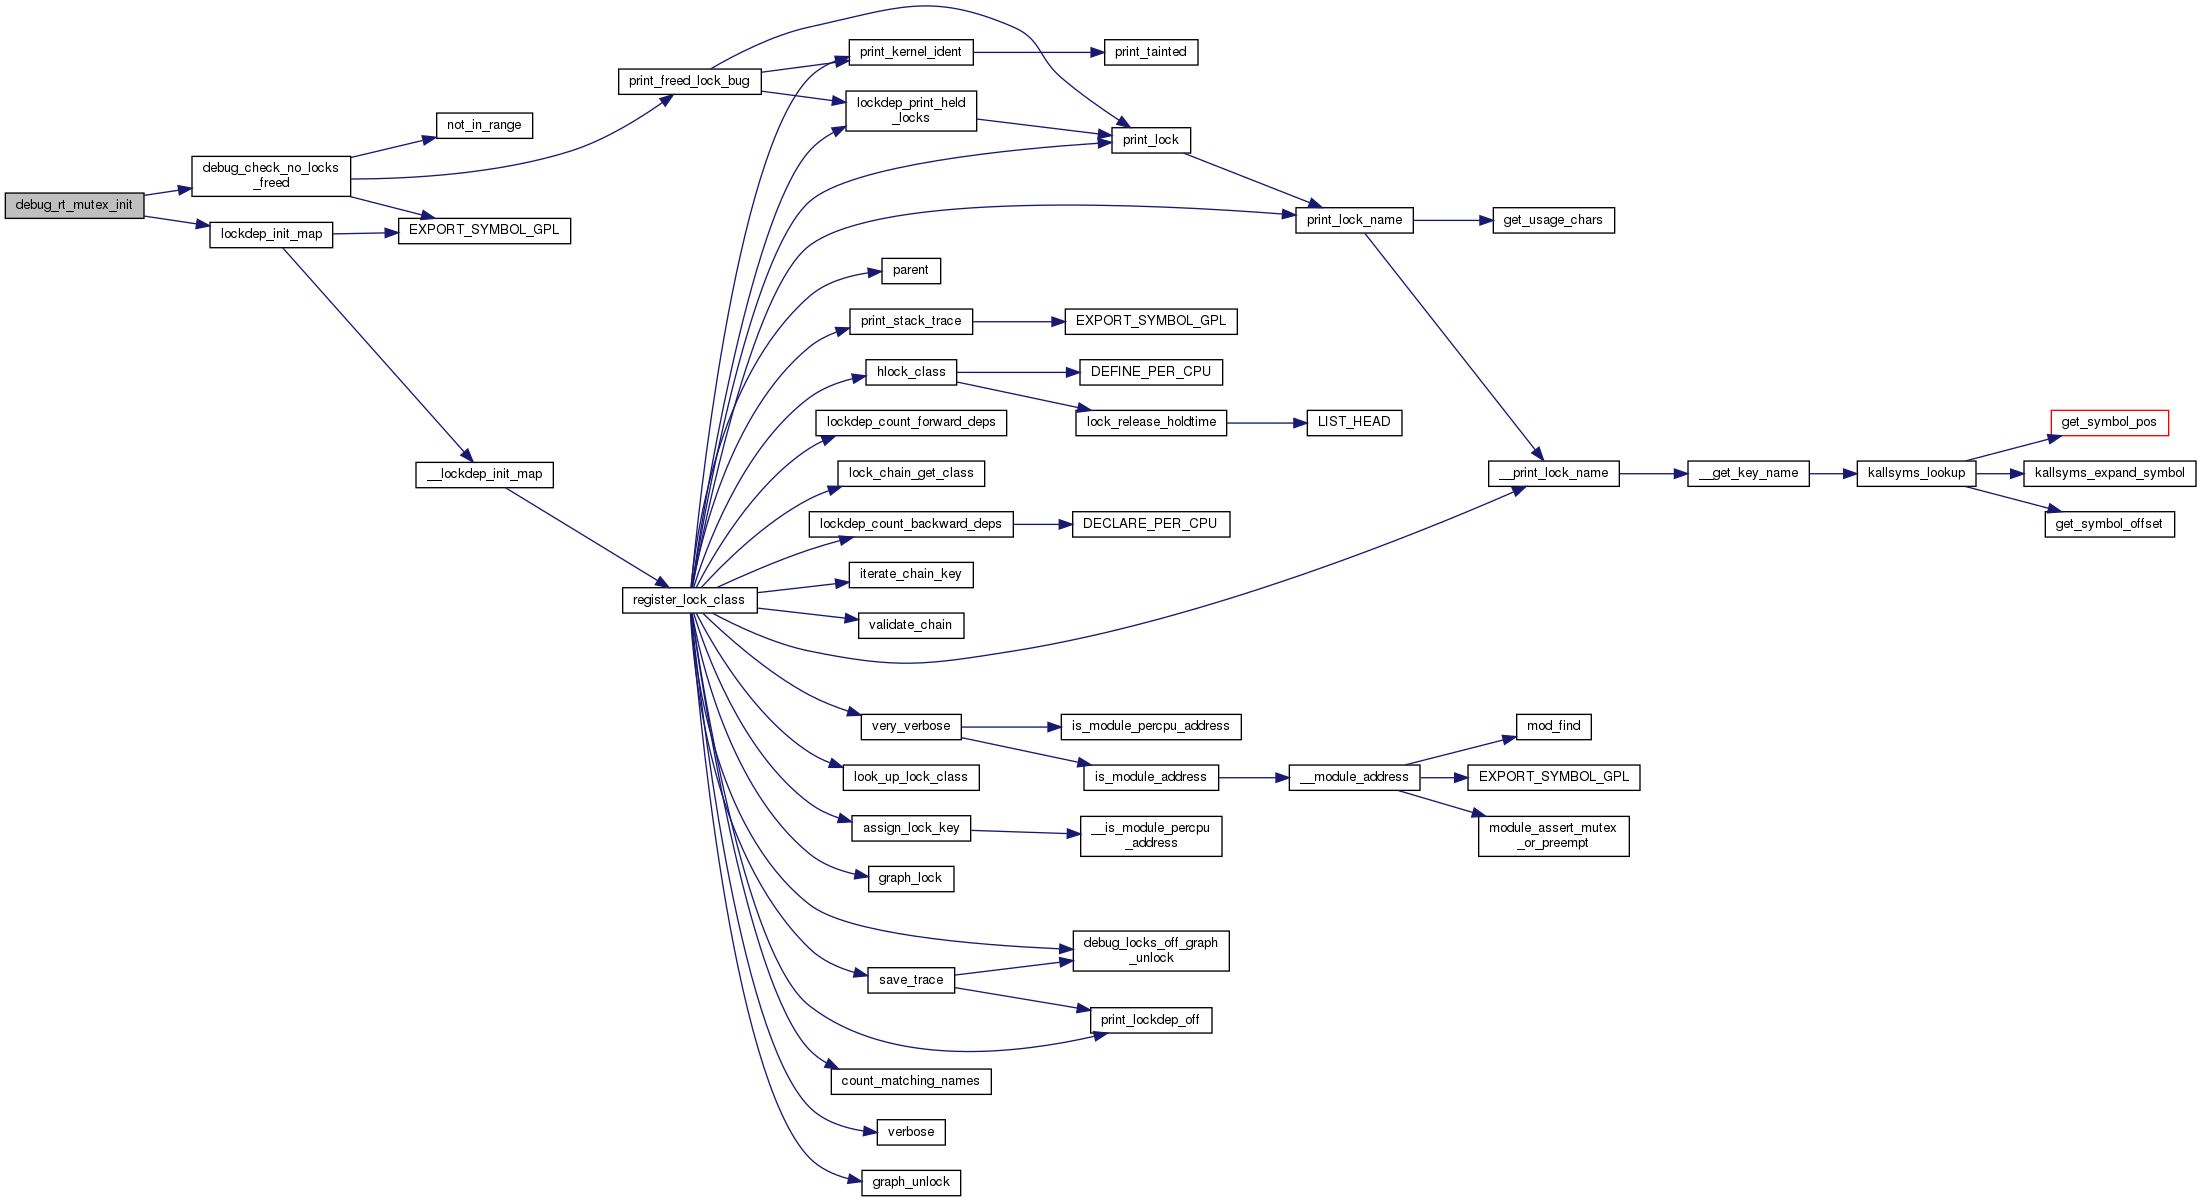 debug_rt_mutex_init
debug_check_no_locks
_freed
lockdep_init_map
not_in_range
EXPORT_SYMBOL_GPL
__lockdep_init_map
print_freed_lock_bug
register_lock_class
print_kernel_ident
lockdep_print_held
_locks
parent
print_stack_trace
hlock_class
lockdep_count_forward_deps
lock_chain_get_class
lockdep_count_backward_deps
iterate_chain_key
validate_chain
very_verbose
look_up_lock_class
assign_lock_key
graph_lock
save_trace
count_matching_names
verbose
graph_unlock
print_tainted
print_lock
EXPORT_SYMBOL_GPL
DEFINE_PER_CPU
lock_release_holdtime
DECLARE_PER_CPU
is_module_percpu_address
is_module_address
__is_module_percpu
_address
debug_locks_off_graph
_unlock
print_lockdep_off
print_lock_name
LIST_HEAD
__module_address
get_usage_chars
__print_lock_name
mod_find
EXPORT_SYMBOL_GPL
module_assert_mutex
_or_preempt
__get_key_name
kallsyms_lookup
get_symbol_pos
kallsyms_expand_symbol
get_symbol_offset